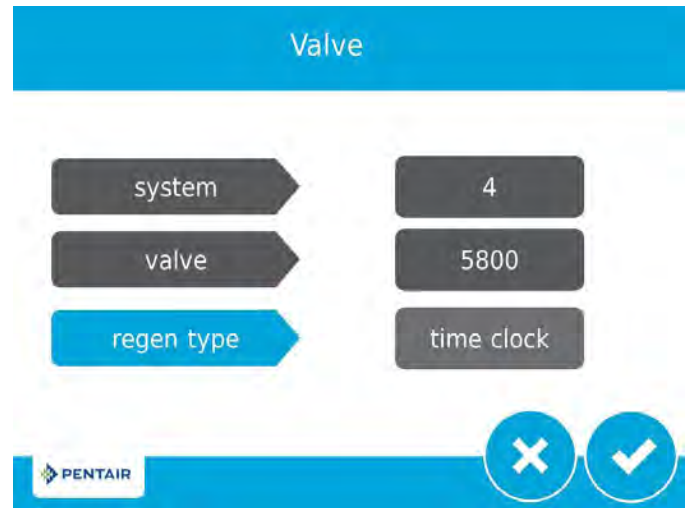 Valve
system 4
valve 5800
regen type time clock
PENTAIR